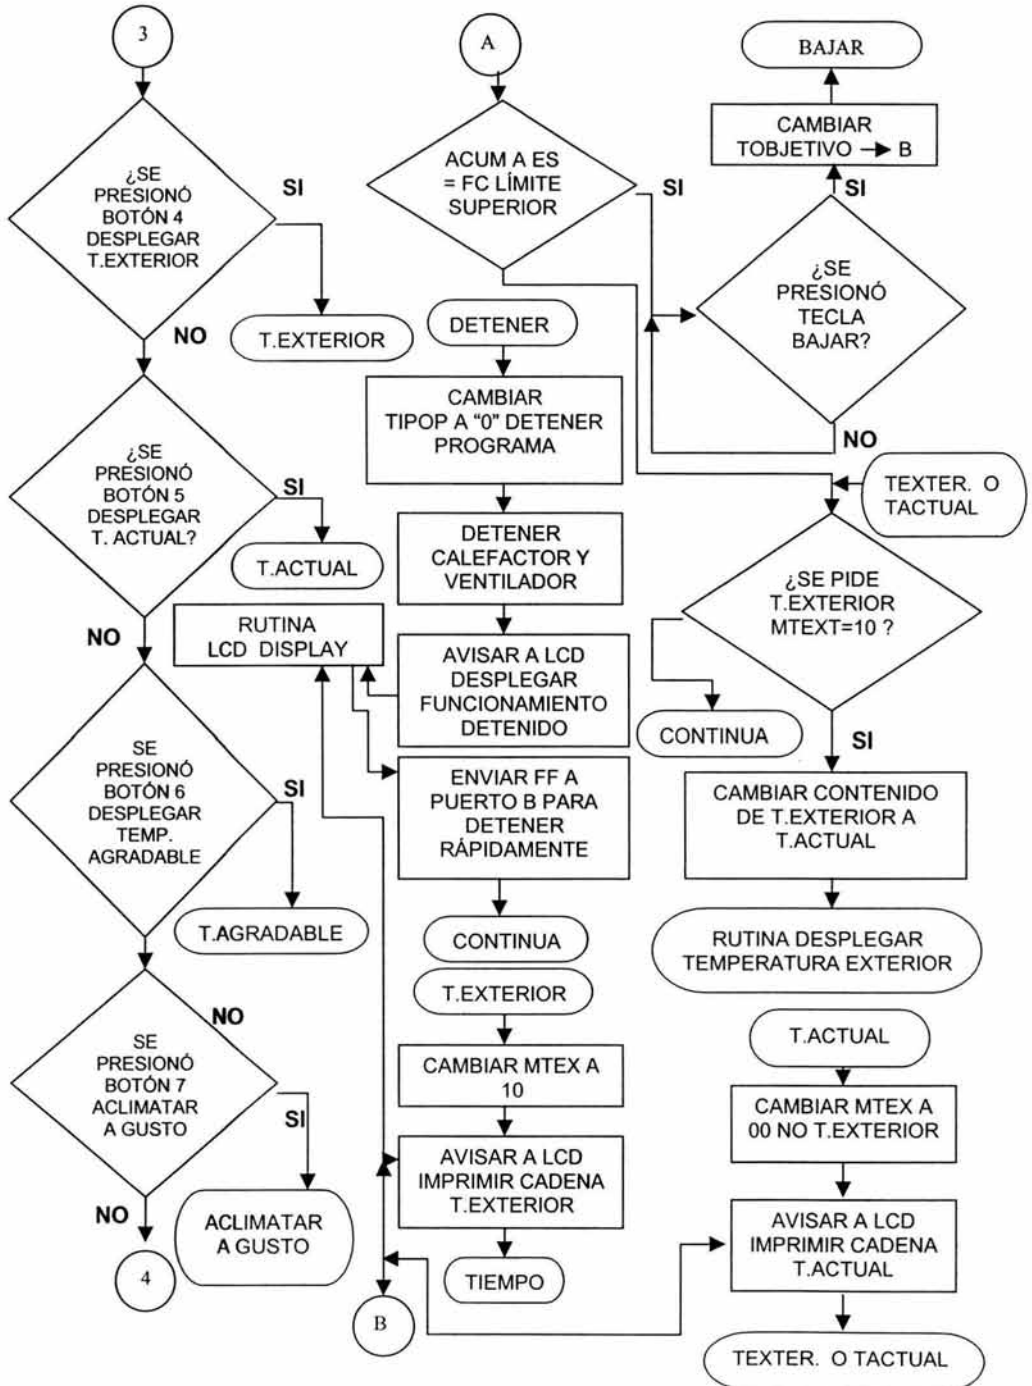 3
¿SE
PRESIONÓ
BOTÓN 4
DESPLEGAR
T.EXTERIOR
SI
T.EXTERIOR
NO
¿SE
PRESIONÓ
BOTÓN 5
DESPLEGAR
T. ACTUAL?
SI
T.ACTUAL
NO
SE
PRESIONÓ
BOTÓN 6
DESPLEGAR
TEMP.
AGRADABLE
SI
T.AGRADABLE
NO
SE
PRESIONÓ
BOTÓN 7
ACLIMATAR
A GUSTO
SI
ACLIMATAR
A GUSTO
NO
4
A
ACUM A ES
= FC LÍMITE
SUPERIOR
SI
DETENER
CAMBIAR
TIPOP A "0" DETENER
PROGRAMA
DETENER
CALEFACTOR Y
VENTILADOR
RUTINA
LCD DISPLAY
AVISAR A LCD
DESPLEGAR
FUNCIONAMIENTO
DETENIDO
ENVIAR FF A
PUERTO B PARA
DETENER
RÁPIDAMENTE
CONTINUA
T.EXTERIOR
CAMBIAR MTEX A
10
AVISAR A LCD
IMPRIMIR CADENA
T.EXTERIOR
TIEMPO
B
BAJAR
CAMBIAR
TOBJETIVO → B
SI
¿SE
PRESIONÓ
TECLA
BAJAR?
NO
TEXTER. O
TACTUAL
¿SE PIDE
T.EXTERIOR
MTEXT=10 ?
CONTINUA
SI
CAMBIAR CONTENIDO
DE T.EXTERIOR A
T.ACTUAL
RUTINA DESPLEGAR
TEMPERATURA EXTERIOR
T.ACTUAL
CAMBIAR MTEX A
00 NO T.EXTERIOR
AVISAR A LCD
IMPRIMIR CADENA
T.ACTUAL
TEXTER. O TACTUAL